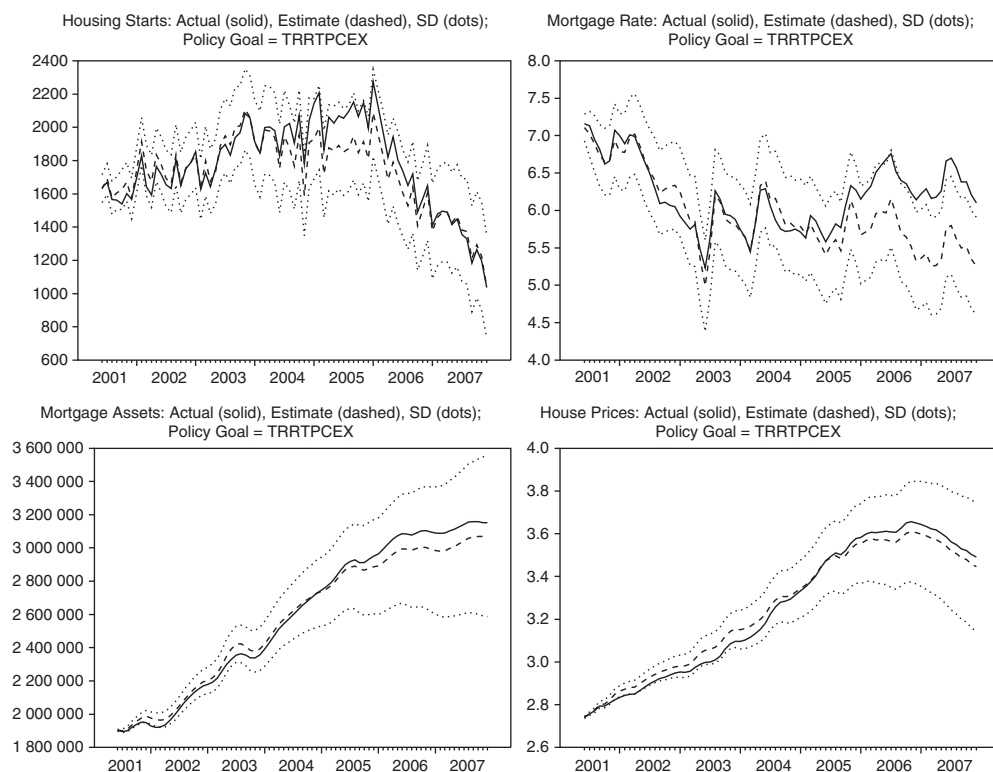 Housing Starts: Actual (solid), Estimate (dashed), SD (dots);
Policy Goal = TRRTPCEX
2400
2200
2000
1800
1600
1400
1200
1000
800
600
2001 2002 2003 2004 2005 2006 2007
Mortgage Rate: Actual (solid), Estimate (dashed), SD (dots);
Policy Goal = TRRTPCEX
8.0
7.5
7.0
6.5
6.0
5.5
5.0
4.5
4.0
2001 2002 2003 2004 2005 2006 2007
Mortgage Assets: Actual (solid), Estimate (dashed), SD (dots);
Policy Goal = TRRTPCEX
3 600 000
3 400 000
3 200 000
3 000 000
2 800 000
2 600 000
2 400 000
2 200 000
2 000 000
1 800 000
2001 2002 2003 2004 2005 2006 2007
House Prices: Actual (solid), Estimate (dashed), SD (dots);
Policy Goal = TRRTPCEX
4.0
3.8
3.6
3.4
3.2
3.0
2.8
2.6
2001 2002 2003 2004 2005 2006 2007